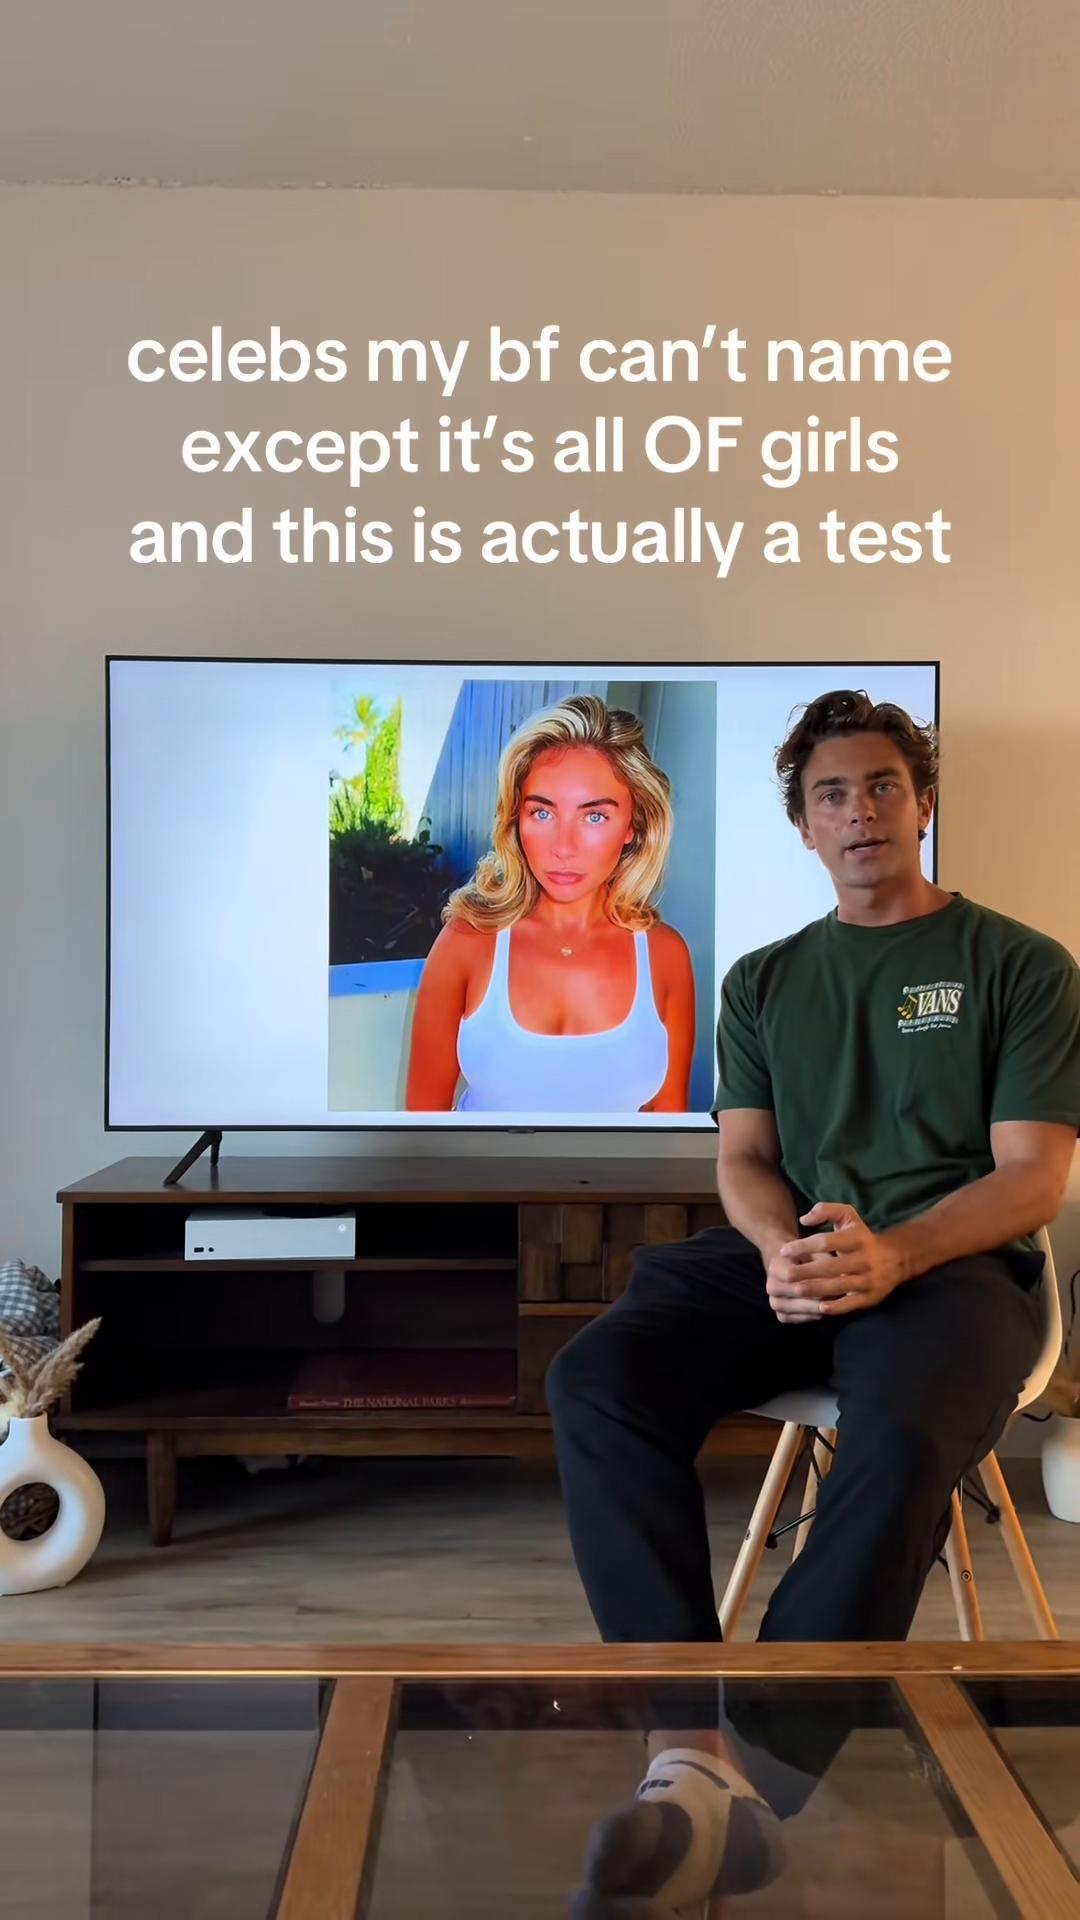 celebs my bf can't name
except it's all OF girls
and this is actually a test
VANS
THE NATIONAL PARKS